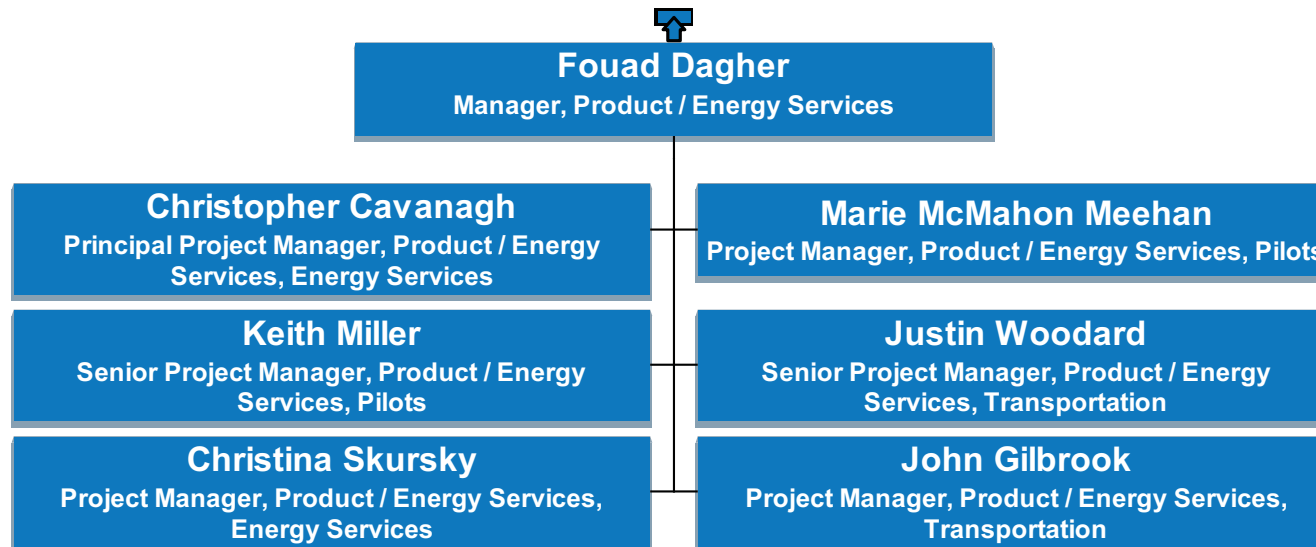 Fouad Dagher
Manager, Product / Energy Services
Christopher Cavanagh
Principal Project Manager, Product / Energy
Services, Energy Services
Marie McMahon Meehan
Project Manager, Product / Energy Services, Pilots
Keith Miller
Senior Project Manager, Product / Energy
Services, Pilots
Justin Woodard
Senior Project Manager, Product / Energy
Services, Transportation
Christina Skursky
Project Manager, Product / Energy Services,
Energy Services
John Gilbrook
Project Manager, Product / Energy Services,
Transportation